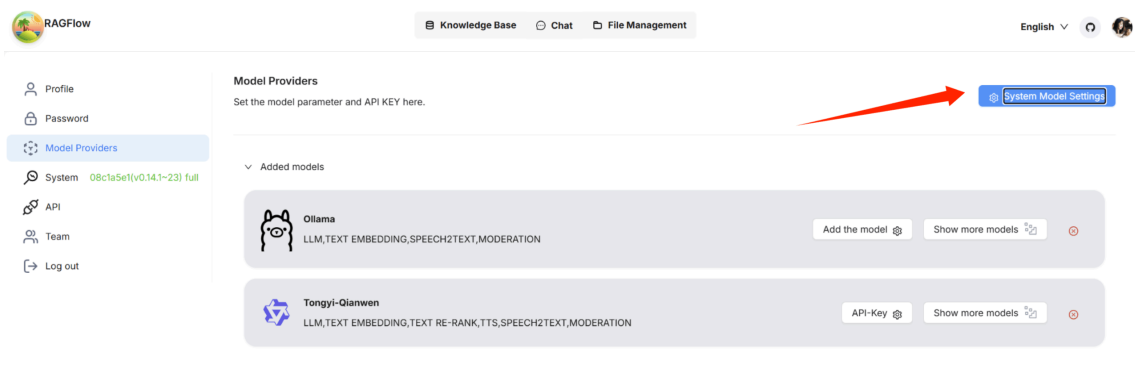 RAGFlow
Knowledge Base Chat File Management
English
Profile
Password
Model Providers
System 08c1a5e1(v0.14.1~23) full
API
Team
Log out
Model Providers
Set the model parameter and API KEY here.
System Model Settings
Added models
Ollama
LLM,TEXT EMBEDDING,SPEECH2TEXT,MODERATION
Add the model Show more models
Tongyi-Qianwen
LLM,TEXT EMBEDDING,TEXT RE-RANK,TTS,SPEECH2TEXT,MODERATION
API-Key Show more models